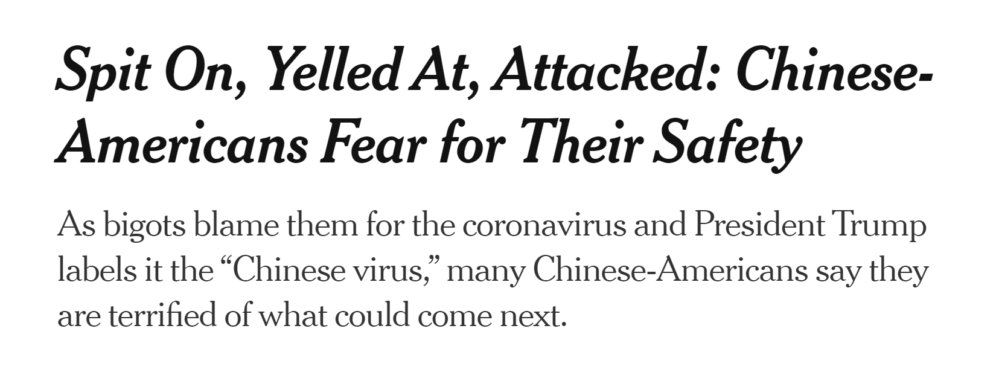 Spit On, Yelled At, Attacked: Chinese-
Americans Fear for Their Safety
As bigots blame them for the coronavirus and President Trump
labels it the “Chinese virus,” many Chinese-Americans say they
are terrified of what could come next.